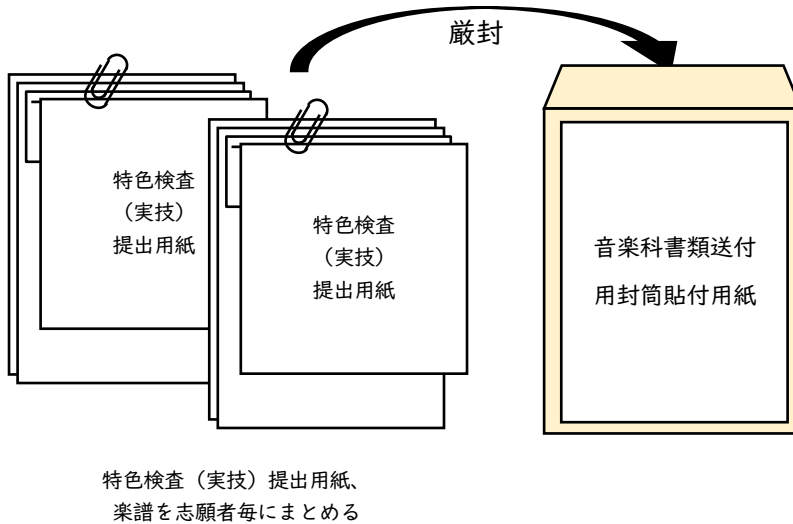 厳封
特色検査
（実技）
提出用紙
特色検査
（実技）
提出用紙
音楽科書類送付
用封筒貼付用紙
特色検査（実技）提出用紙、
楽譜を志願者毎にまとめる